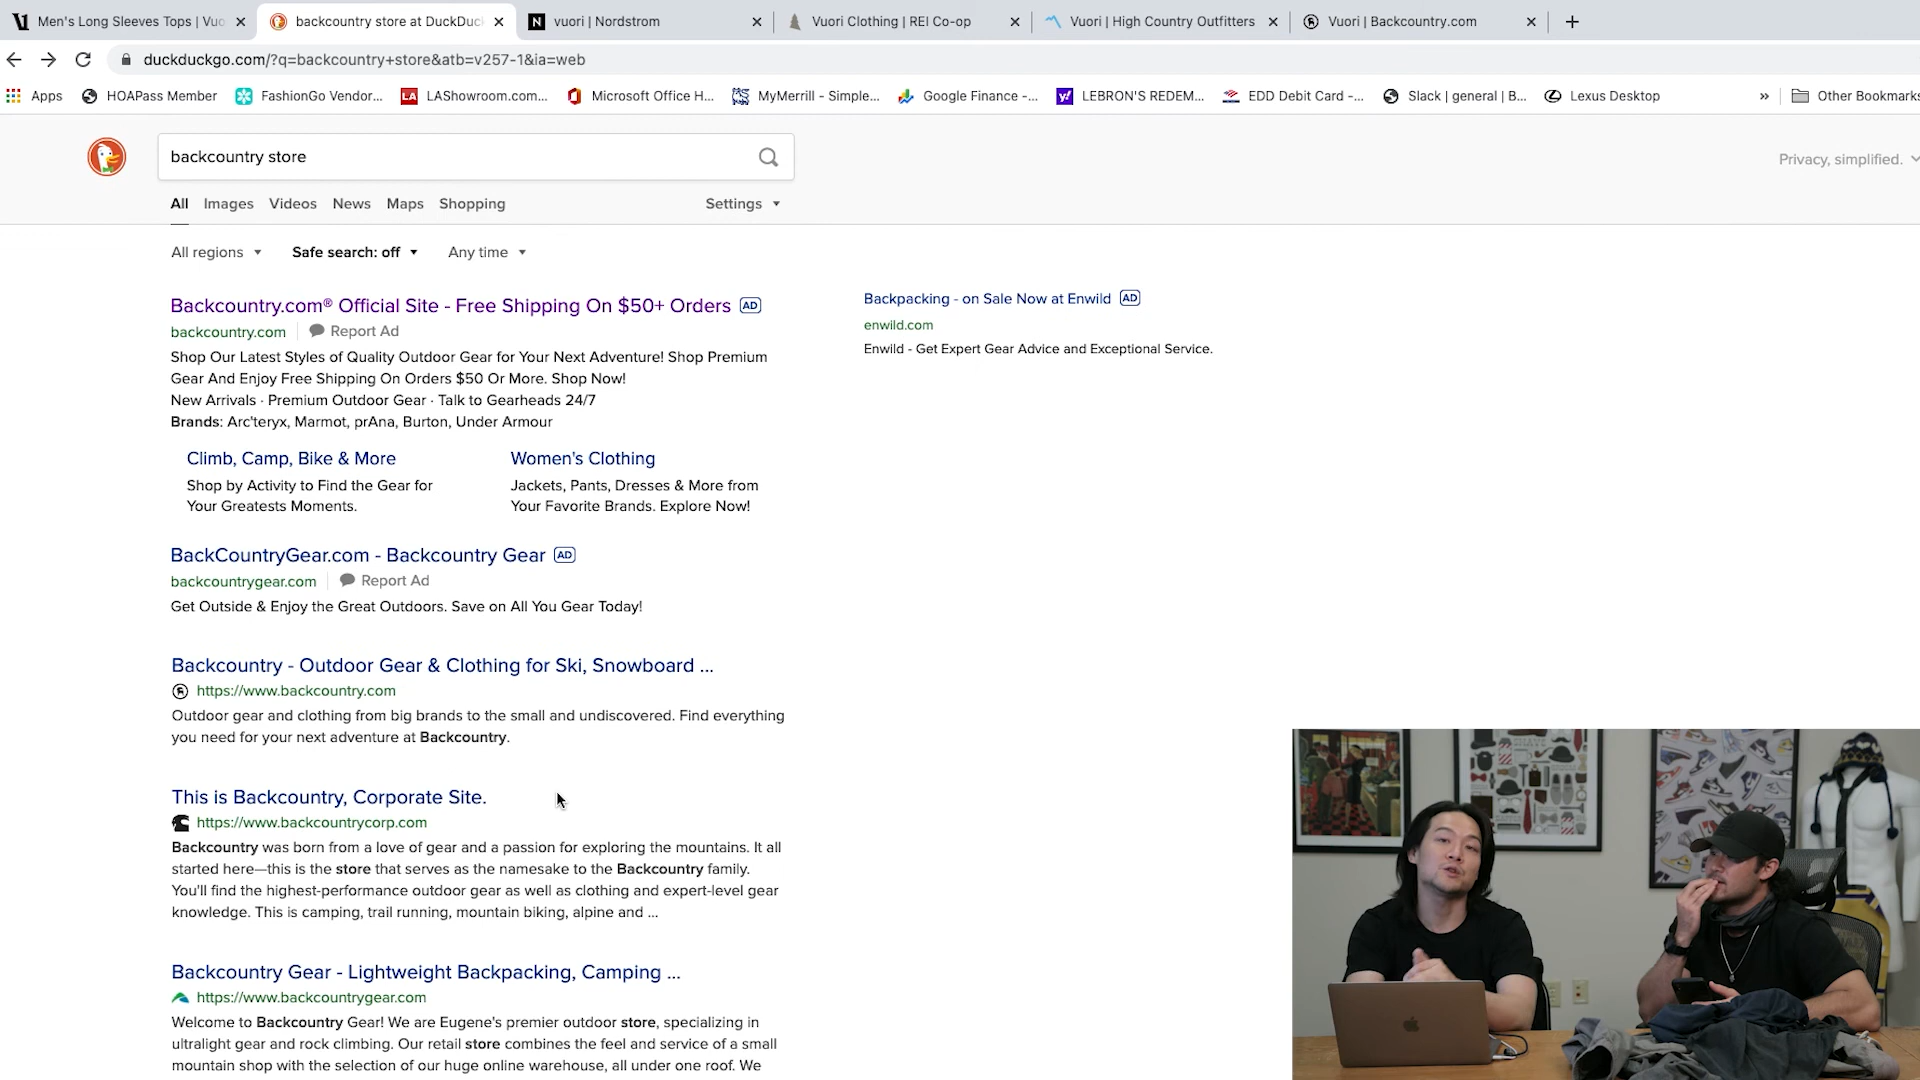 Men's Long Sleeves Tops | Vuo
backcountry store at DuckDuc
vuori | Nordstrom
Vuori Clothing | REI Co-op
Vuori | High Country Outfitters
Vuori | Backcountry.com
duckduckgo.com/?q=backcountry+store&atb=v257-1&ia=web
Apps
HOAPass Member
FashionGo Vendor...
LAShowroom.com...
Microsoft Office H...
MyMerrill - Simple...
Google Finance -...
LEBRON'S REDEM...
EDD Debit Card -...
Slack | general | B...
Lexus Desktop
»
Other Bookmarks
backcountry store
Privacy, simplified.
All Images Videos News Maps Shopping Settings
All regions Safe search: off Any time
Backcountry.com® Official Site - Free Shipping On $50+ Orders AD
backcountry.com Report Ad
Shop Our Latest Styles of Quality Outdoor Gear for Your Next Adventure! Shop Premium
Gear And Enjoy Free Shipping On Orders $50 Or More. Shop Now!
New Arrivals · Premium Outdoor Gear · Talk to Gearheads 24/7
Brands: Arc'teryx, Marmot, prAna, Burton, Under Armour
Climb, Camp, Bike & More
Shop by Activity to Find the Gear for
Your Greatests Moments.
Women's Clothing
Jackets, Pants, Dresses & More from
Your Favorite Brands. Explore Now!
BackCountryGear.com - Backcountry Gear AD
backcountrygear.com Report Ad
Get Outside & Enjoy the Great Outdoors. Save on All You Gear Today!
Backcountry - Outdoor Gear & Clothing for Ski, Snowboard ...
https://www.backcountry.com
Outdoor gear and clothing from big brands to the small and undiscovered. Find everything
you need for your next adventure at Backcountry.
This is Backcountry, Corporate Site.
https://www.backcountrycorp.com
Backcountry was born from a love of gear and a passion for exploring the mountains. It all
started here—this is the store that serves as the namesake to the Backcountry family.
You'll find the highest-performance outdoor gear as well as clothing and expert-level gear
knowledge. This is camping, trail running, mountain biking, alpine and ...
Backcountry Gear - Lightweight Backpacking, Camping ...
https://www.backcountrygear.com
Welcome to Backcountry Gear! We are Eugene's premier outdoor store, specializing in
ultralight gear and rock climbing. Our retail store combines the feel and service of a small
mountain shop with the selection of our huge online warehouse, all under one roof. We
Backpacking - on Sale Now at Enwild AD
enwild.com
Enwild - Get Expert Gear Advice and Exceptional Service.